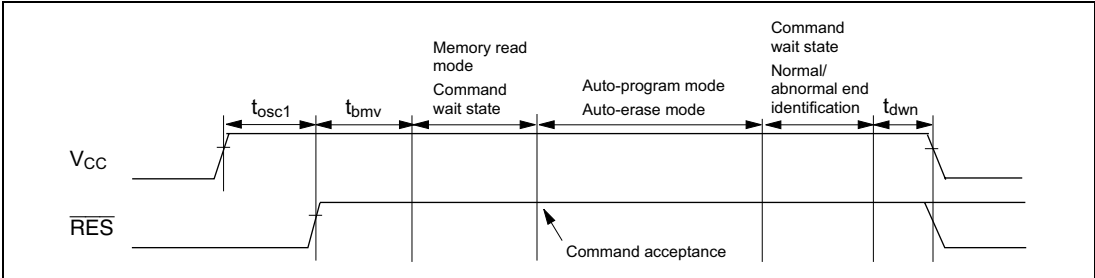 Memory read
mode
Command
wait state
Auto-program mode
Auto-erase mode
Command
wait state
Normal/
abnormal end
identification
tosc1
tbmv
tdwn
VCC
RES
Command acceptance